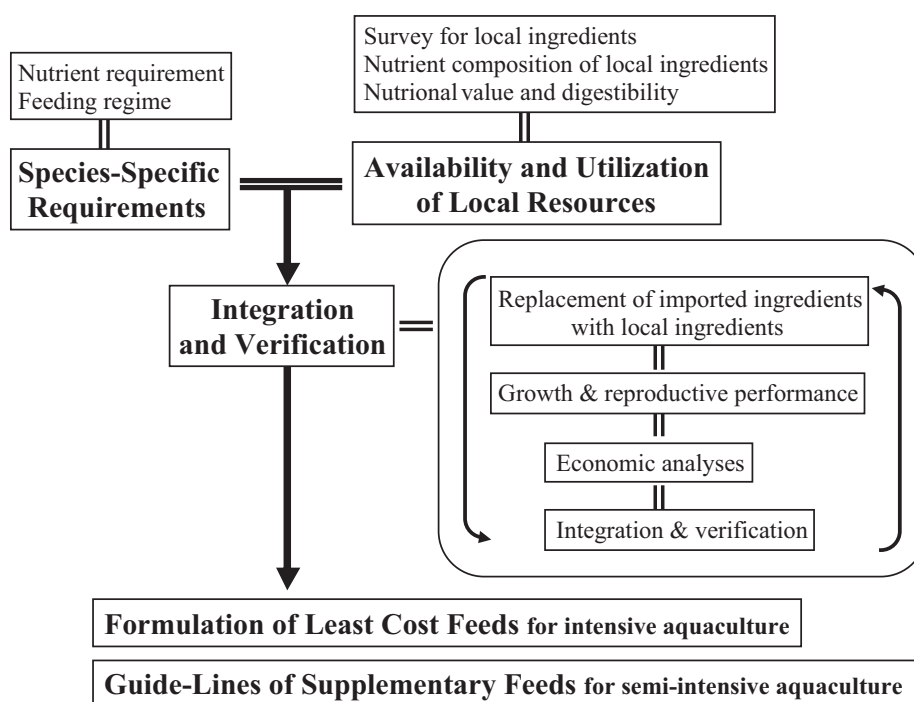 Nutrient requirement
Feeding regime
Survey for local ingredients
Nutrient composition of local ingredients
Nutrional value and digestibility
Species-Specific
Requirements
Availability and Utilization
of Local Resources
Integration
and Verification
Replacement of imported ingredients
with local ingredients
Growth & reproductive performance
Economic analyses
Integration & verification
Formulation of Least Cost Feeds for intensive aquaculture
Guide-Lines of Supplementary Feeds for semi-intensive aquaculture